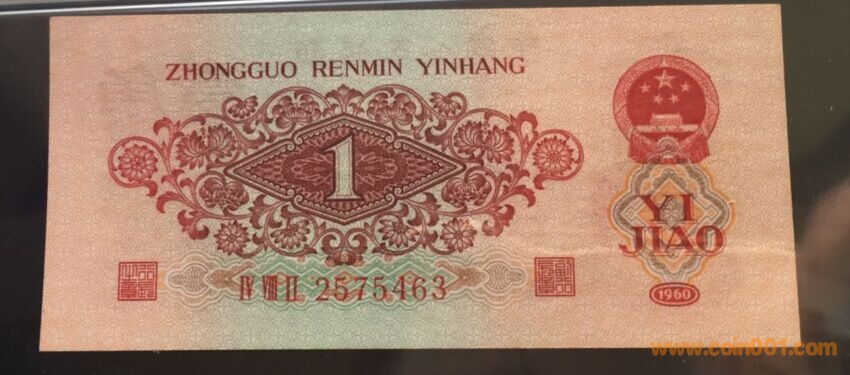 ZHONGGUO RENMIN YINHANG
1
YI
JIAO
IV VIII II 2575463
1960
www.coin001.com